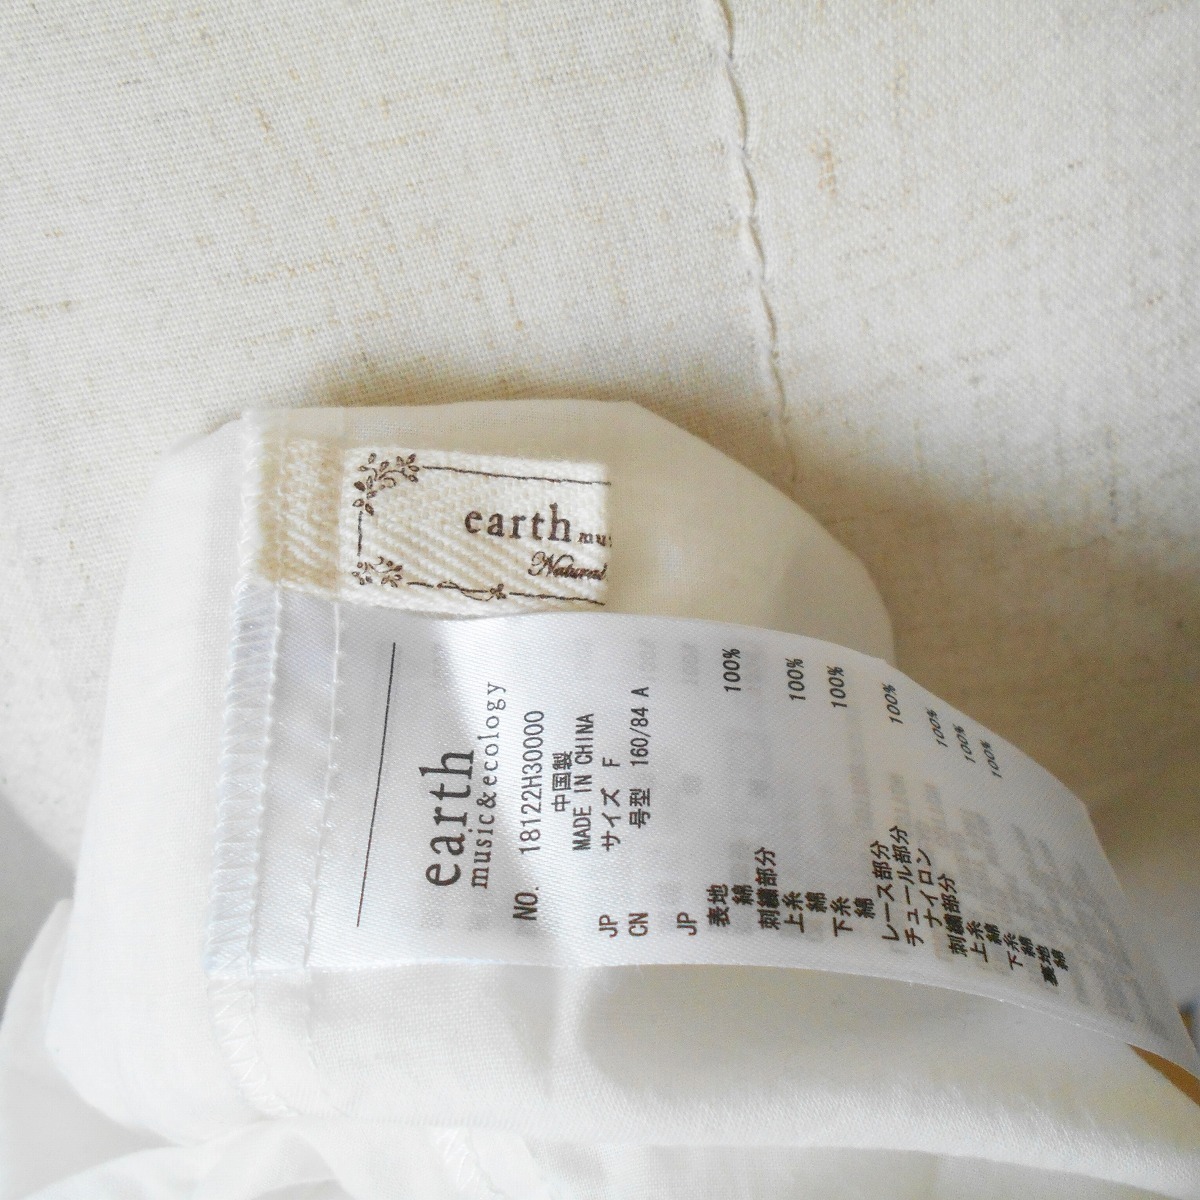 earth mus
Natural
earth
music&ecology
NO. 18122H30000
中国製
MADE IN CHINA
JP サイズ F
CN 号型 160/84 A
JP
表地
綿 100%
刺繍部分
上糸
綿 100%
下糸
綿 100%
レース部分
チュール部分
ナイロン 100%
刺繍部分
上糸
綿 100%
下糸
綿 100%
裏地
綿 100%